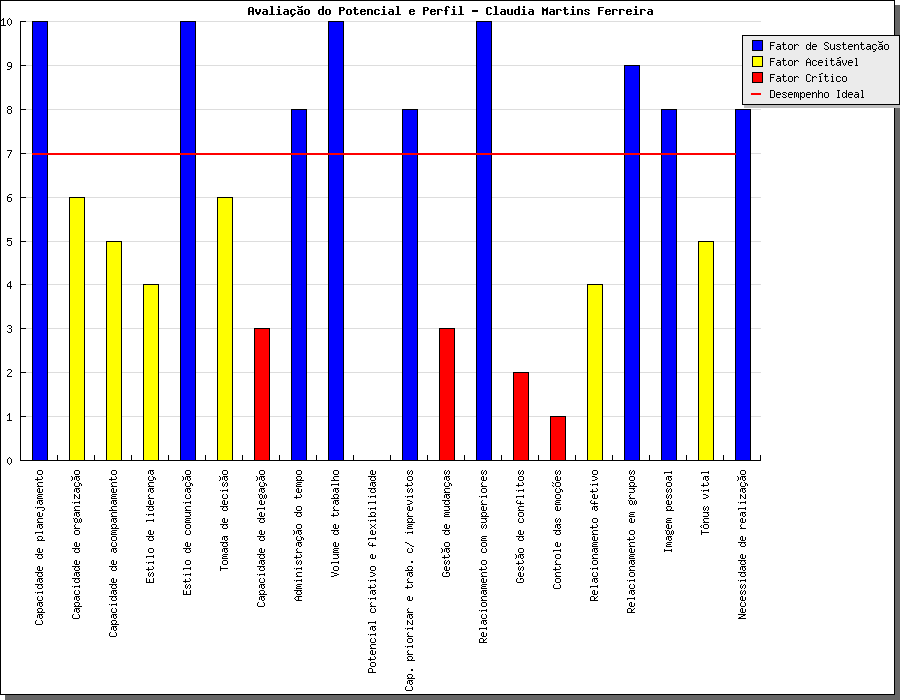 Avaliação do Potencial e Perfil - Claudia Martins Ferreira
Fator de Sustentação
Fator Aceitável
Fator Crítico
Desempenho Ideal
10
9
8
7
6
5
4
3
2
1
0
Capacidade de planejamento
Capacidade de organização
Capacidade de acompanhamento
Estilo de liderança
Estilo de comunicação
Tomada de decisão
Capacidade de delegação
Administração do tempo
Volume de trabalho
Potencial criativo e flexibilidade
Cap. priorizar e trab. c/ imprevistos
Gestão de mudanças
Relacionamento com superiores
Gestão de conflitos
Controle das emoções
Relacionamento afetivo
Relacionamento em grupos
Imagem pessoal
Tônus vital
Necessidade de realização